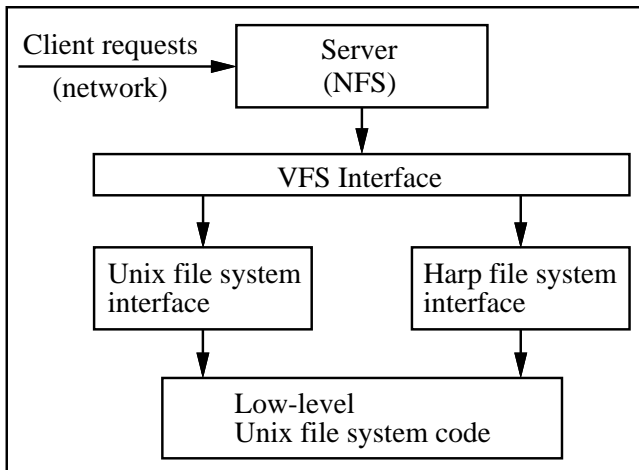 Client requests
(network)
Server
(NFS)
VFS Interface
Unix file system
interface
Harp file system
interface
Low-level
Unix file system code